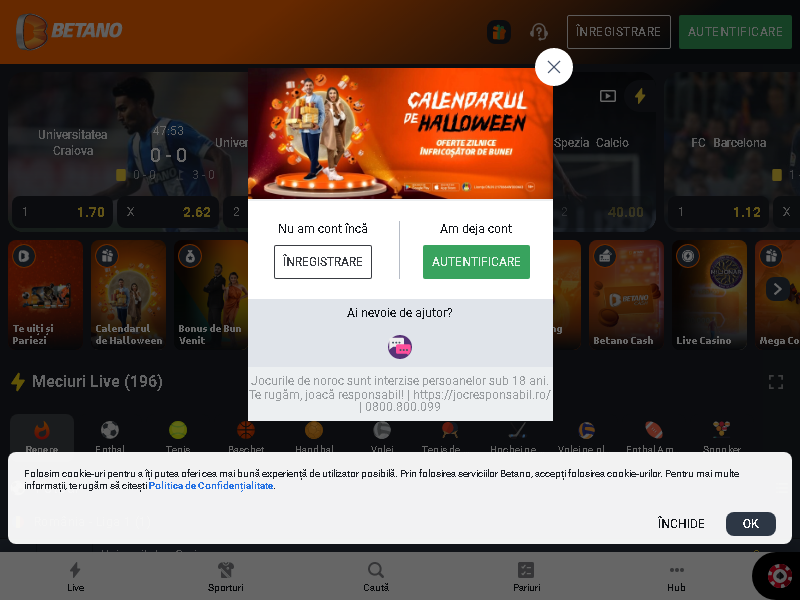 BETANO
ÎNREGISTRARE
AUTENTIFICARE
Universitatea
Craiova
47:53
0 - 0
0 - 0
3 - 0
Spezia Calcio
FC Barcelona
1 1.70
X 2.62
2
2 40.00
1 1.12
X
CALENDARUL
DE HALLOWEEN
OFERTE ZILNICE
ÎNFRICOȘĂTOR DE BUNE!
Nu am cont încă
Am deja cont
ÎNREGISTRARE
AUTENTIFICARE
Ai nevoie de ajutor?
Jocurile de noroc sunt interzise persoanelor sub 18 ani.
Te rugăm, joacă responsabil! | https://jocresponsabil.ro/
| 0800.800.099
Te uiți și
Pariezi
Calendarul
de Halloween
Bonus de Bun
Venit
BETANO
Betano Cash
MILIONAR
Live Casino
Mega Co
Meciuri Live (196)
Repere
Fotbal
Tenis
Baschet
Handbal
Volei
Tenis de
Hochei pe
Volei pe pl
Fotbal Am
Snooker
Folosim cookie-uri pentru a îți putea oferi cea mai bună experiență de utilizator posibilă. Prin folosirea serviciilor Betano, accepți folosirea cookie-urilor. Pentru mai multe
informații, te rugăm să citești Politica de Confidențialitate.
ÎNCHIDE
OK
Live
Sporturi
Caută
Pariuri
Hub